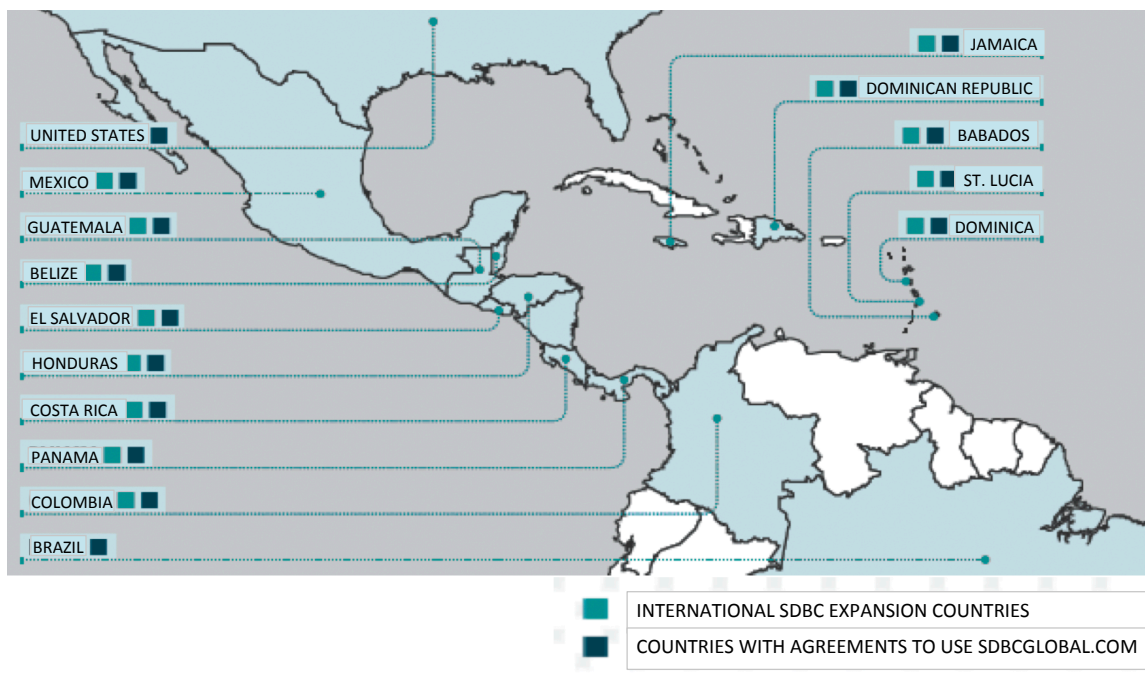 UNITED STATES
MEXICO
GUATEMALA
BELIZE
EL SALVADOR
HONDURAS
COSTA RICA
PANAMA
COLOMBIA
BRAZIL
JAMAICA
DOMINICAN REPUBLIC
BABADOS
ST. LUCIA
DOMINICA
INTERNATIONAL SDBC EXPANSION COUNTRIES
COUNTRIES WITH AGREEMENTS TO USE SDBCGLOBAL.COM